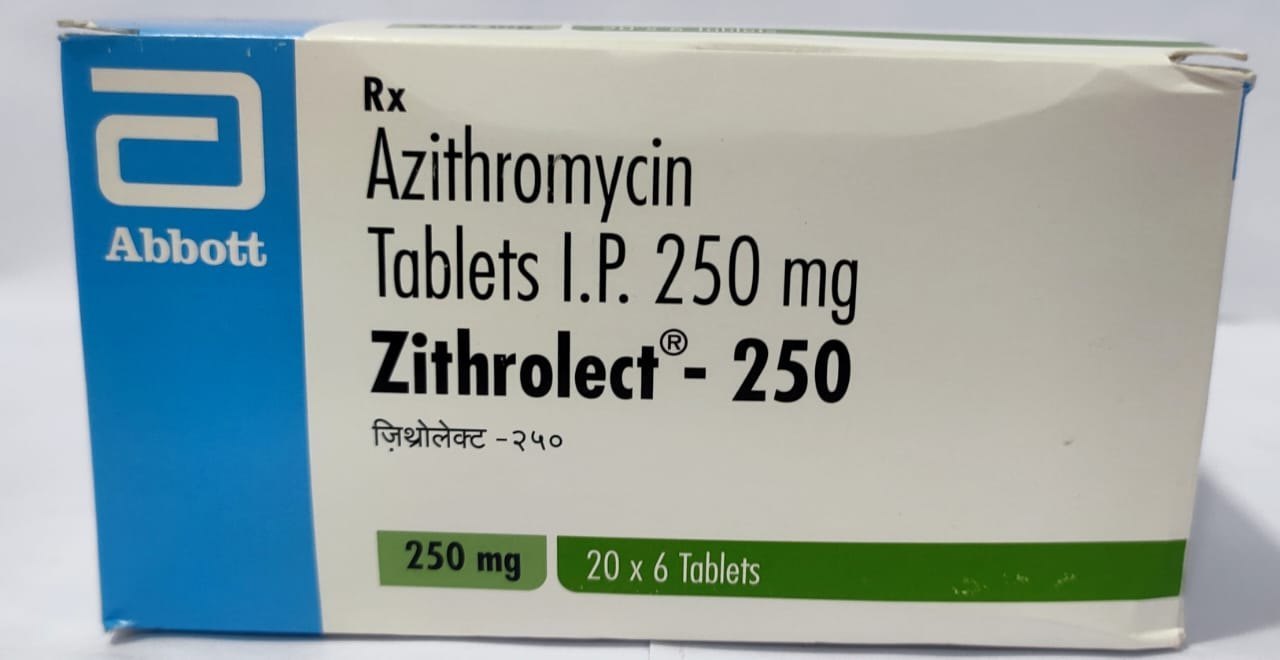 Abbott
Rx
Azithromycin
Tablets I.P. 250 mg
Zithrolect®- 250
ज़िथ्रोलेक्ट -२५०
250 mg
20 x 6 Tablets